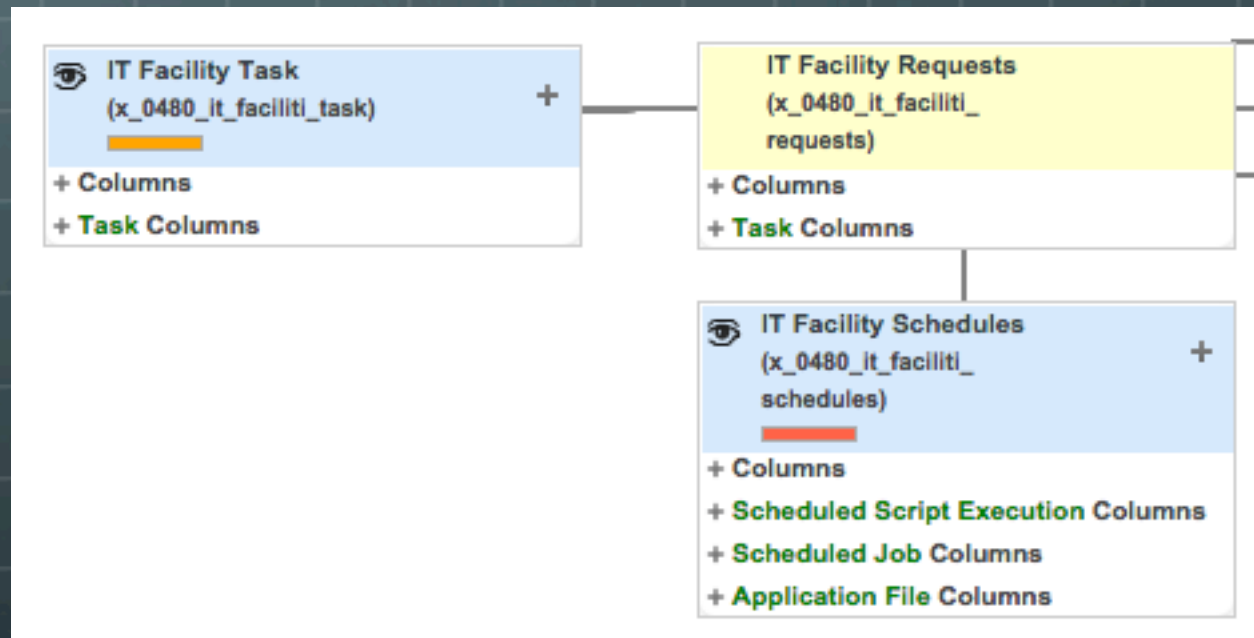 IT Facility Task
(x_0480_it_faciliti_task)
+ Columns
+ Task Columns
IT Facility Requests
(x_0480_it_faciliti_
requests)
+ Columns
+ Task Columns
IT Facility Schedules
(x_0480_it_faciliti_
schedules)
+ Columns
+ Scheduled Script Execution Columns
+ Scheduled Job Columns
+ Application File Columns